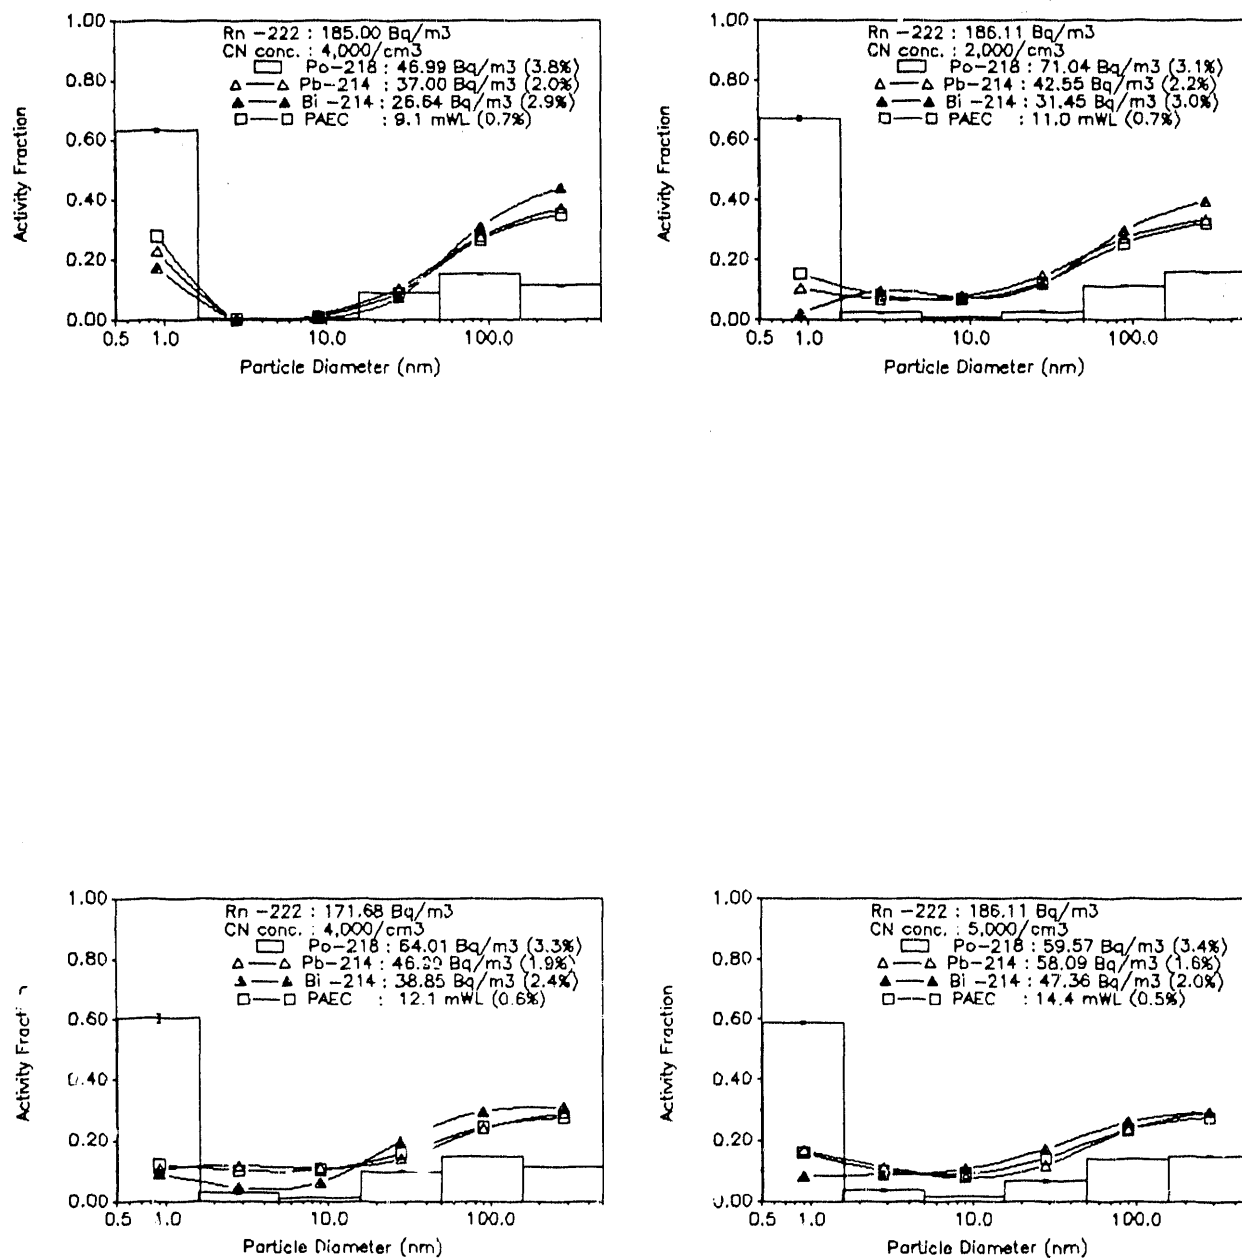 1.00
0.80
0.60
0.40
0.20
0.00
Activity Fraction
Rn -222 : 185.00 Bq/m3
CN conc. : 4,000/cm3
Po-218 : 46.99 Bq/m3 (3.8%)
Pb-214 : 37.00 Bq/m3 (2.0%)
Bi -214 : 26.64 Bq/m3 (2.9%)
PAEC : 9.1 mWL (0.7%)
0.5 1.0 10.0 100.0
Particle Diameter (nm)
1.00
0.80
0.60
0.40
0.20
0.00
Activity Fraction
Rn -222 : 186.11 Bq/m3
CN conc. : 2,000/cm3
Po-218 : 71.04 Bq/m3 (3.1%)
Pb-214 : 42.55 Bq/m3 (2.2%)
Bi -214 : 31.45 Bq/m3 (3.0%)
PAEC : 11.0 mWL (0.7%)
0.5 1.0 10.0 100.0
Particle Diameter (nm)
1.00
0.80
0.60
0.40
0.20
0.00
Activity Fraction
Rn -222 : 171.68 Bq/m3
CN conc. : 4,000/cm3
Po-218 : 64.01 Bq/m3 (3.3%)
Pb-214 : Bq/m3 (1.9%)
Bi -214 : 38.85 Bq/m3 (2.4%)
PAEC : 12.1 mWL (0.6%)
0.5 1.0 10.0 100.0
Particle Diameter (nm)
1.00
0.80
0.60
0.40
0.20
0.00
Activity Fraction
Rn -222 : 186.11 Bq/m3
CN conc. : 5,000/cm3
Po-218 : 59.57 Bq/m3 (3.4%)
Pb-214 : 58.09 Bq/m3 (1.6%)
Bi -214 : 47.36 Bq/m3 (2.0%)
PAEC : 14.4 mWL (0.5%)
0.5 1.0 10.0 100.0
Particle Diameter (nm)